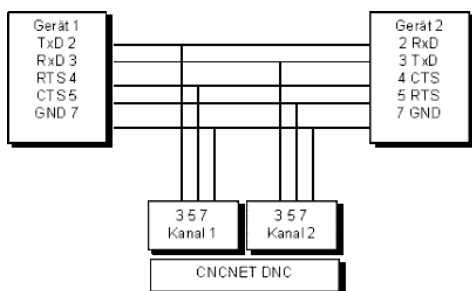 Gerät 1
TxD 2
RxD 3
RTS 4
CTS 5
GND 7
Gerät 2
2 RxD
3 TxD
4 CTS
5 RTS
7 GND
3 5 7
Kanal 1
3 5 7
Kanal 2
CNCNET DNC